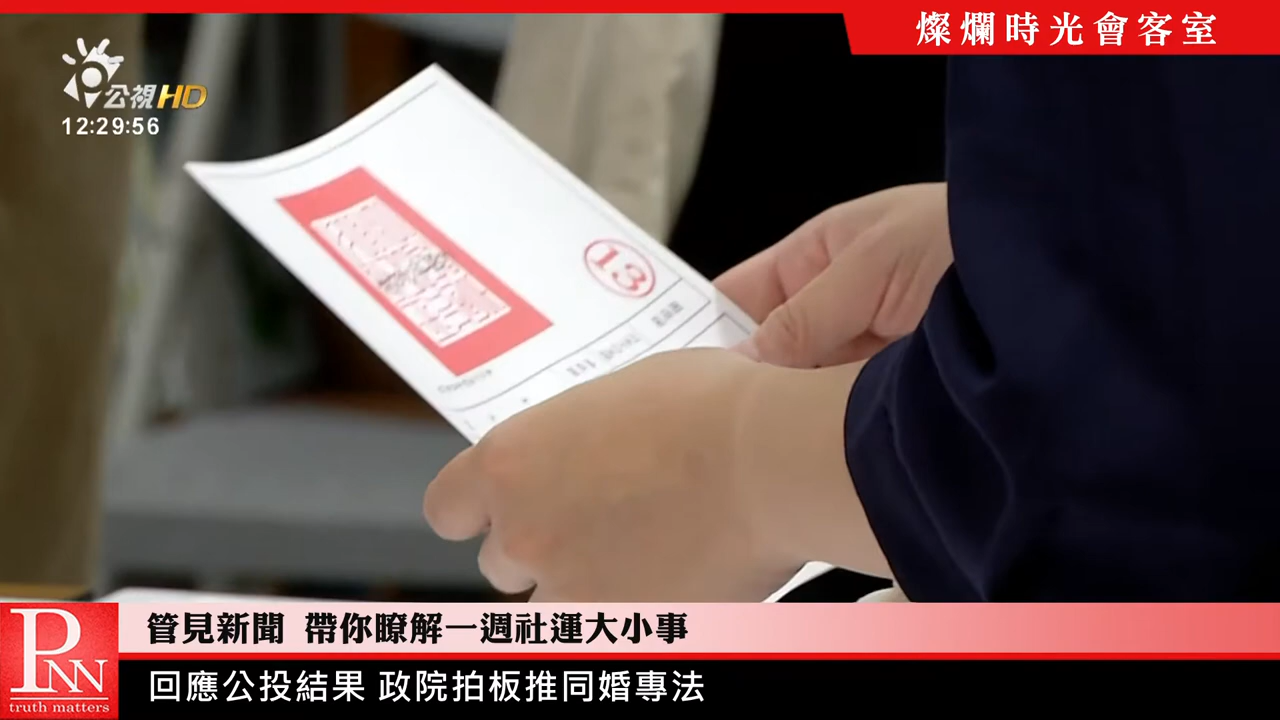 燦爛時光會客室
公視HD
12:29:56
13
管見新聞 帶你瞭解一週社運大小事
回應公投結果 政院拍板推同婚專法
PNN
truth matters